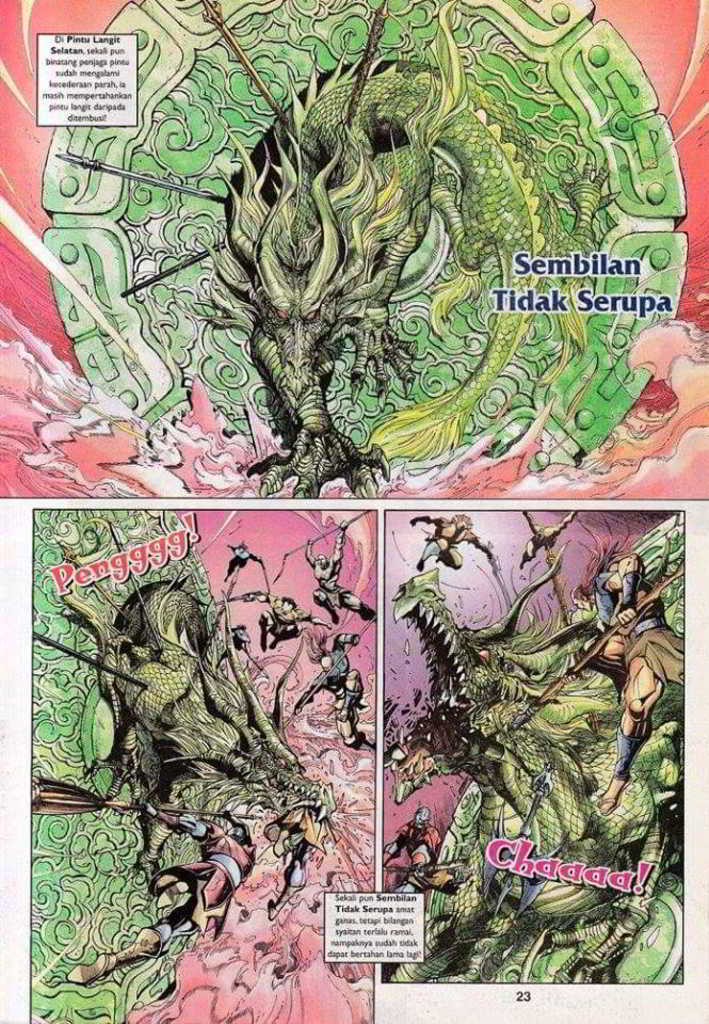 Di Pintu Langit
Selatan, sekali pun
binatang penjaga pintu
sudah mengalami
kecederaan parah, ia
masih mempertahankan
pintu langit daripada
ditembusi!
Sembilan
Tidak Serupa
Pengggg!
Chaaaa!
Sekali pun Sembilan
Tidak Serupa amat
ganas, tetapi bilangan
syaitan terlalu ramai,
nampaknya sudah tidak
dapat bertahan lama lagi!
23